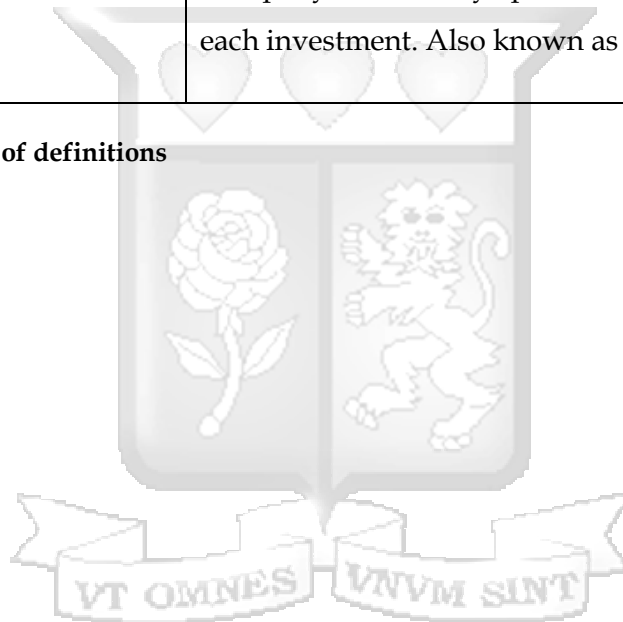 each investment. Also known as
of definitions
VT OMNES VNVM SINT